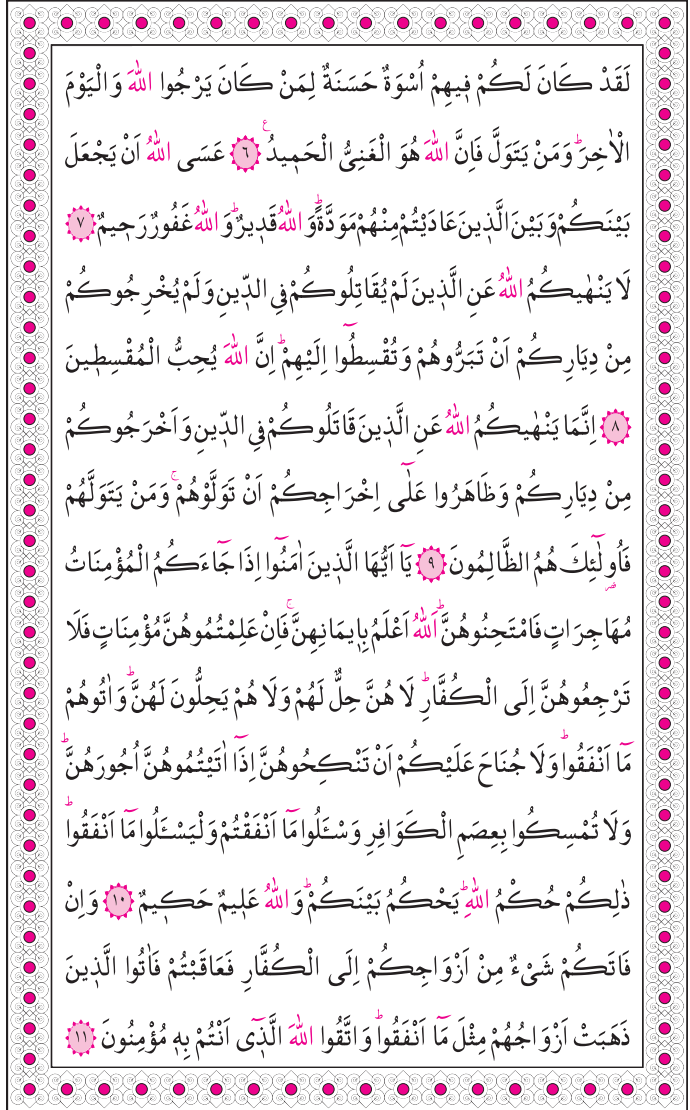 لَقَدْ كَانَ لَكُمْ ف۪يهِمْ اُسْوَةٌ حَسَنَةٌ لِمَنْ كَانَ يَرْجُوا اللّٰهَ وَالْيَوْمَ
الْاٰخِرَۜ وَمَنْ يَتَوَلَّ فَاِنَّ اللّٰهَ هُوَ الْغَنِيُّ الْحَم۪يدُ۟ ﴿٦﴾ عَسَى اللّٰهُ اَنْ يَجْعَلَ
بَيْنَكُمْ وَبَيْنَ الَّذ۪ينَ عَادَيْتُمْ مِنْهُمْ مَوَدَّةًۜ وَاللّٰهُ قَد۪يرٌۜ وَاللّٰهُ غَفُورٌ رَح۪يمٌ ﴿٧﴾
لَا يَنْهٰيكُمُ اللّٰهُ عَنِ الَّذ۪ينَ لَمْ يُقَاتِلُوكُمْ فِي الدّ۪ينِ وَلَمْ يُخْرِجُوكُمْ
مِنْ دِيَارِكُمْ اَنْ تَبَرُّوهُمْ وَتُقْسِطُٓوا اِلَيْهِمْۜ اِنَّ اللّٰهَ يُحِبُّ الْمُقْسِط۪ينَ
﴿٨﴾ اِنَّمَا يَنْهٰيكُمُ اللّٰهُ عَنِ الَّذ۪ينَ قَاتَلُوكُمْ فِي الدّ۪ينِ وَاَخْرَجُوكُمْ
مِنْ دِيَارِكُمْ وَظَاهَرُوا عَلٰٓى اِخْرَاجِكُمْ اَنْ تَوَلَّوْهُمْۚ وَمَنْ يَتَوَلَّهُمْ
فَاُو۬لٰٓئِكَ هُمُ الظَّالِمُونَ ﴿٩﴾ يَٓا اَيُّهَا الَّذ۪ينَ اٰمَنُٓوا اِذَا جَٓاءَكُمُ الْمُؤْمِنَاتُ
مُهَاجِرَاتٍ فَامْتَحِنُوهُنَّۜ اَللّٰهُ اَعْلَمُ بِا۪يمَانِهِنَّۚ فَاِنْ عَلِمْتُمُوهُنَّ مُؤْمِنَاتٍ فَلَا
تَرْجِعُوهُنَّ اِلَى الْكُفَّارِۜ لَا هُنَّ حِلٌّ لَهُمْ وَلَا هُمْ يَحِلُّونَ لَهُنَّۜ وَاٰتُوهُمْ
مَٓا اَنْفَقُواۜ وَلَا جُنَاحَ عَلَيْكُمْ اَنْ تَنْكِحُوهُنَّ اِذَٓا اٰتَيْتُمُوهُنَّ اُجُورَهُنَّۜ
وَلَا تُمْسِكُوا بِعِصَمِ الْكَوَافِرِ وَسْـَٔلُوا مَٓا اَنْفَقْتُمْ وَلْيَسْـَٔلُوا مَٓا اَنْفَقُواۜ
ذٰلِكُمْ حُكْمُ اللّٰهِۜ يَحْكُمُ بَيْنَكُمْۜ وَاللّٰهُ عَل۪يمٌ حَك۪يمٌ ﴿١٠﴾ وَاِنْ
فَاتَكُمْ شَيْءٌ مِنْ اَزْوَاجِكُمْ اِلَى الْكُفَّارِ فَعَاقَبْتُمْ فَاٰتُوا الَّذ۪ينَ
ذَهَبَتْ اَزْوَاجُهُمْ مِثْلَ مَٓا اَنْفَقُواۜ وَاتَّقُوا اللّٰهَ الَّذ۪ٓي اَنْتُمْ بِه۪ مُؤْمِنُونَ ﴿١١﴾